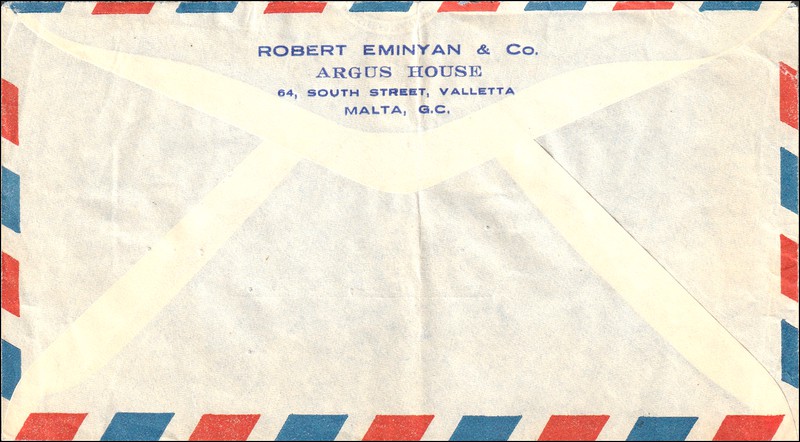 ROBERT EMINYAN & Co.
ARGUS HOUSE
64, SOUTH STREET, VALLETTA
MALTA, G.C.